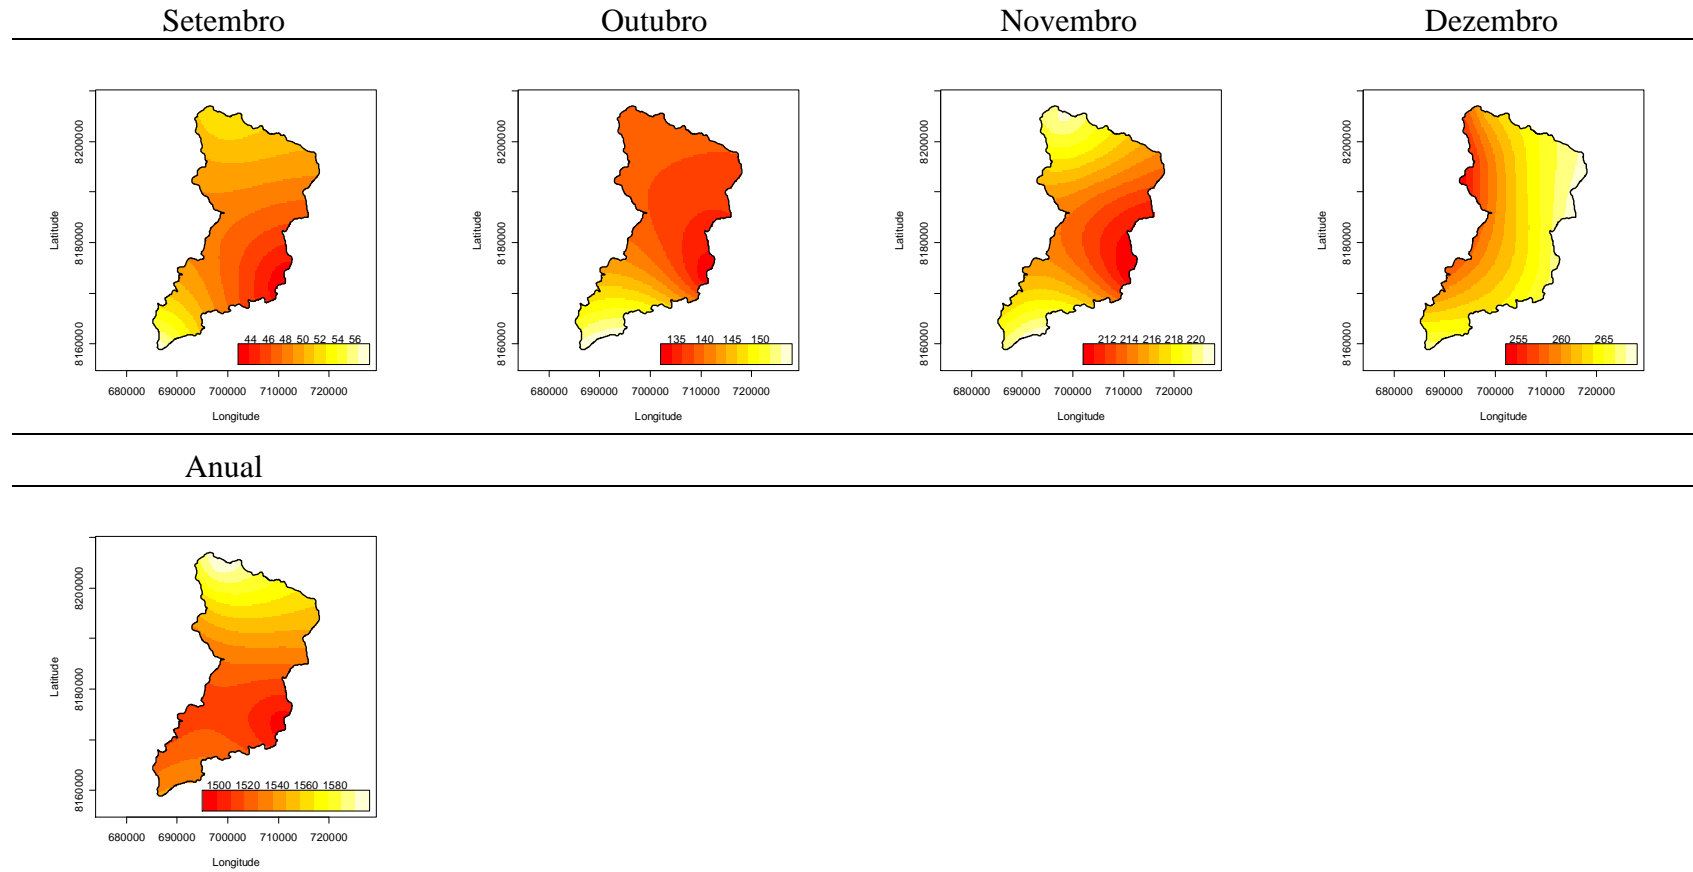 Setembro Outubro Novembro Dezembro
8160000 8180000 8200000
Latitude
44 46 48 50 52 54 56
680000 690000 700000 710000 720000
Longitude
8160000 8180000 8200000
Latitude
135 140 145 150
680000 690000 700000 710000 720000
Longitude
8160000 8180000 8200000
Latitude
212 214 216 218 220
680000 690000 700000 710000 720000
Longitude
8160000 8180000 8200000
Latitude
255 260 265
680000 690000 700000 710000 720000
Longitude
Anual
8160000 8180000 8200000
Latitude
1500 1520 1540 1560 1580
680000 690000 700000 710000 720000
Longitude